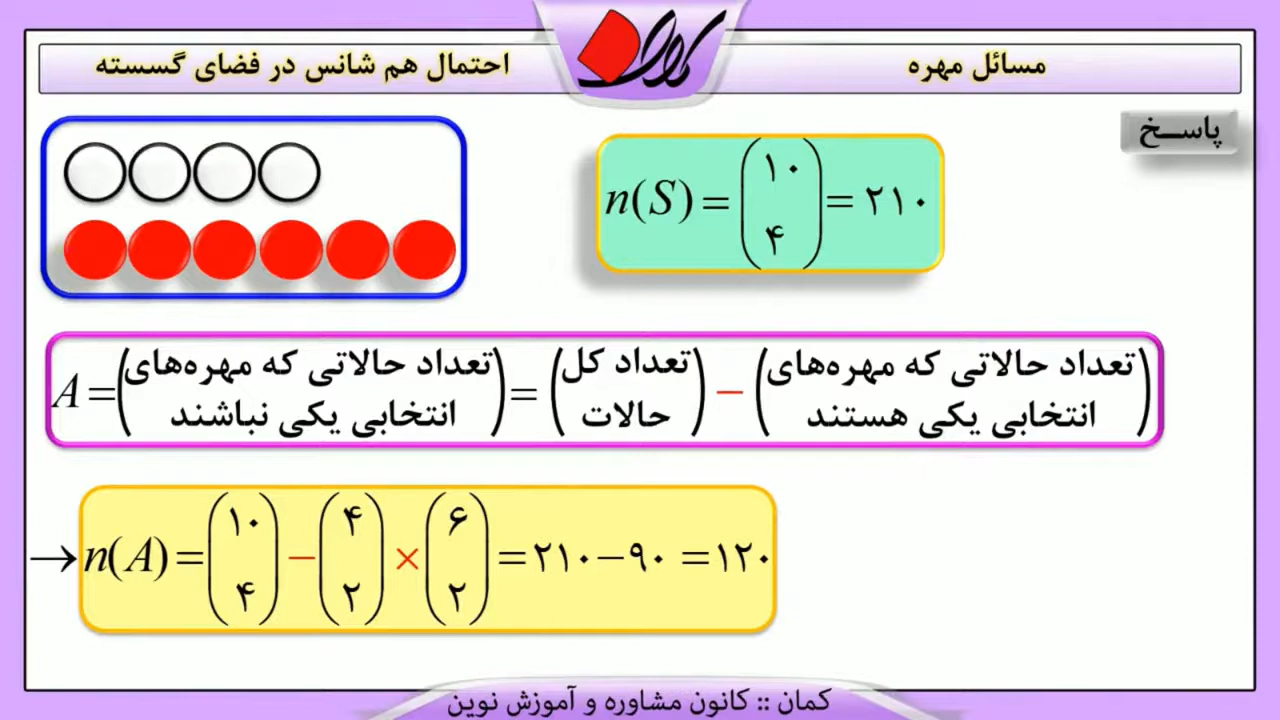 مسائل مهره
کمان
احتمال هم شانس در فضای گسسته
پاسـخ
n(S) = (۱۰ ۴) = ۲۱۰
A = (تعداد حالاتی که مهره‌های انتخابی یکی نباشند) = (تعداد کل حالات) − (تعداد حالاتی که مهره‌های انتخابی یکی هستند)
→ n(A) = (۱۰ ۴) − (۴ ۲) × (۶ ۲) = ۲۱۰ − ۹۰ = ۱۲۰
کمان :: کانون مشاوره و آموزش نوین